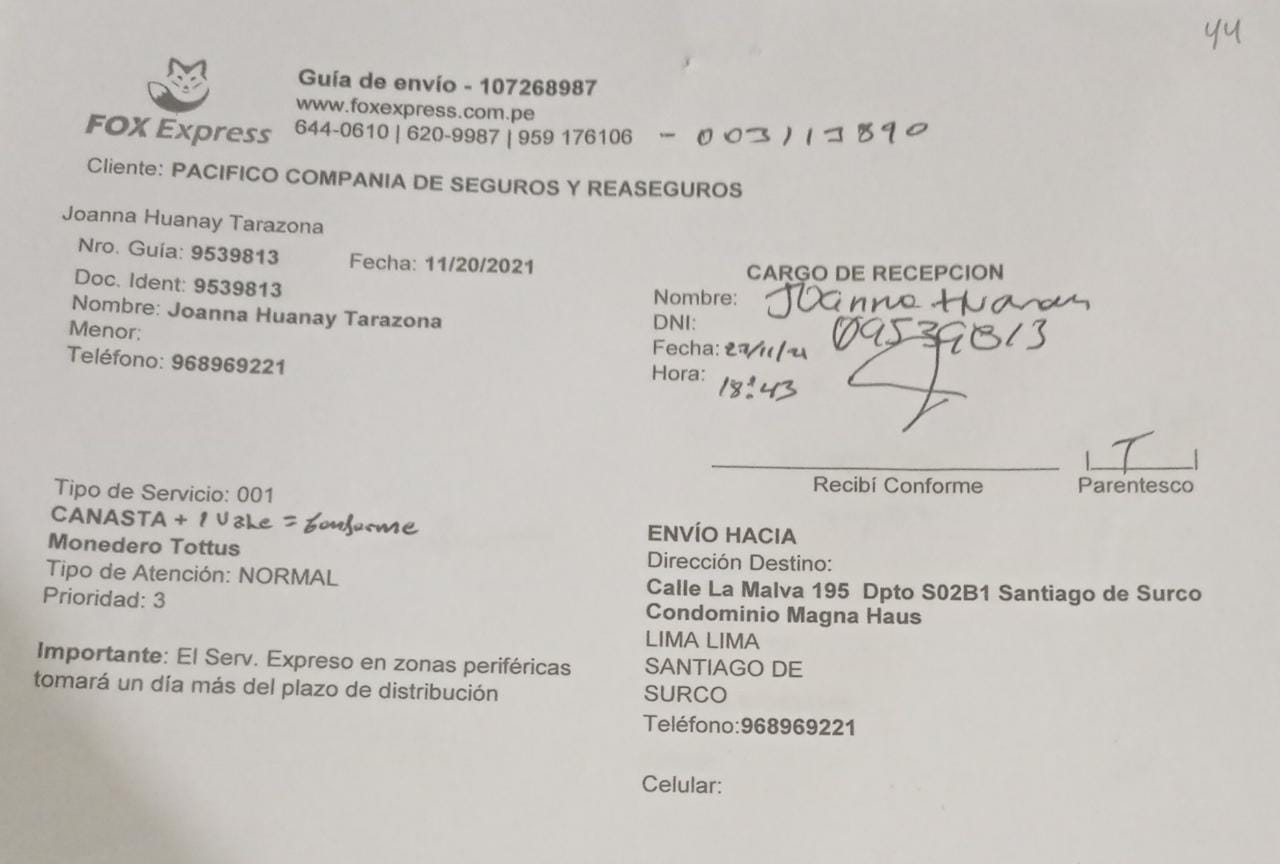 44
FOX Express
Guía de envío - 107268987
www.foxexpress.com.pe
644-0610 | 620-9987 | 959 176106 - 003113890
Cliente: PACIFICO COMPANIA DE SEGUROS Y REASEGUROS
Joanna Huanay Tarazona
Nro. Guía: 9539813 Fecha: 11/20/2021
Doc. Ident: 9539813
Nombre: Joanna Huanay Tarazona
Menor:
Teléfono: 968969221
CARGO DE RECEPCION
Nombre: Joanna Huanay
DNI: 09539813
Fecha: /11/21
Hora: 18:43
Recibí Conforme
T
Parentesco
Tipo de Servicio: 001
CANASTA + 1 Vale = Conforme
Monedero Tottus
Tipo de Atención: NORMAL
Prioridad: 3
Importante: El Serv. Expreso en zonas periféricas
tomará un día más del plazo de distribución
ENVÍO HACIA
Dirección Destino:
Calle La Malva 195 Dpto S02B1 Santiago de Surco
Condominio Magna Haus
LIMA LIMA
SANTIAGO DE
SURCO
Teléfono:968969221
Celular: